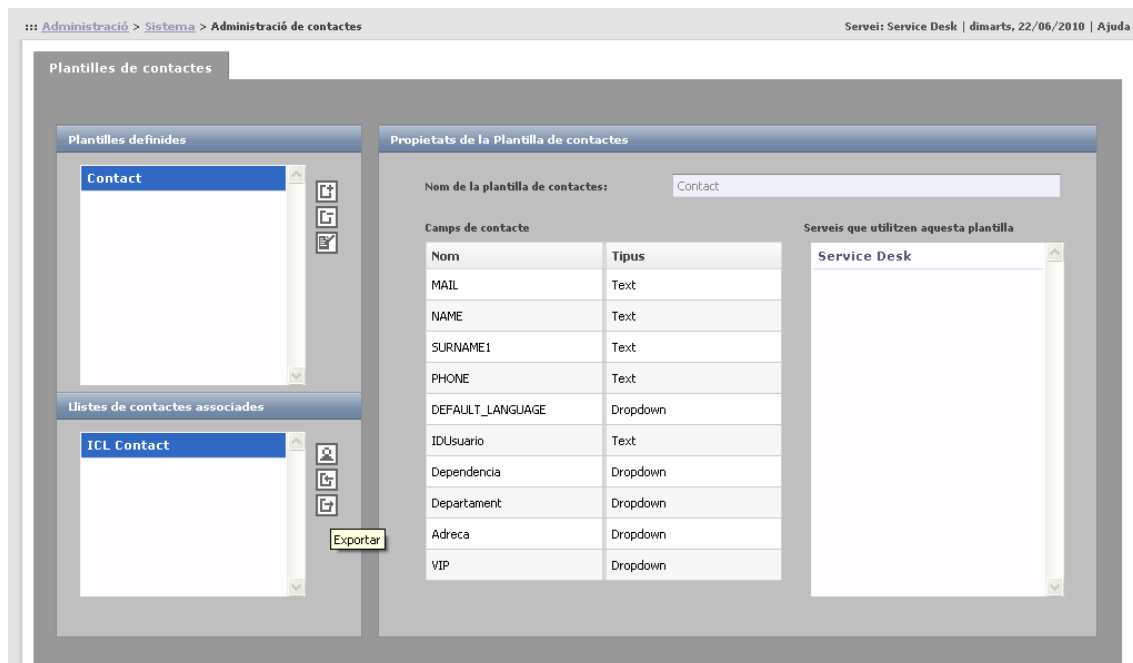 ::: Administració > Sistema > Administració de contactes
Servei: Service Desk | dimarts, 22/06/2010 | Ajuda
Plantilles de contactes
Plantilles definides
Contact
Llistes de contactes associades
ICL Contact
Exportar
Propietats de la Plantilla de contactes
Nom de la plantilla de contactes: Contact
Camps de contacte
Nom Tipus
MAIL Text
NAME Text
SURNAME1 Text
PHONE Text
DEFAULT_LANGUAGE Dropdown
IDUsuario Text
Dependencia Dropdown
Departament Dropdown
Adreca Dropdown
VIP Dropdown
Serveis que utilitzen aquesta plantilla
Service Desk